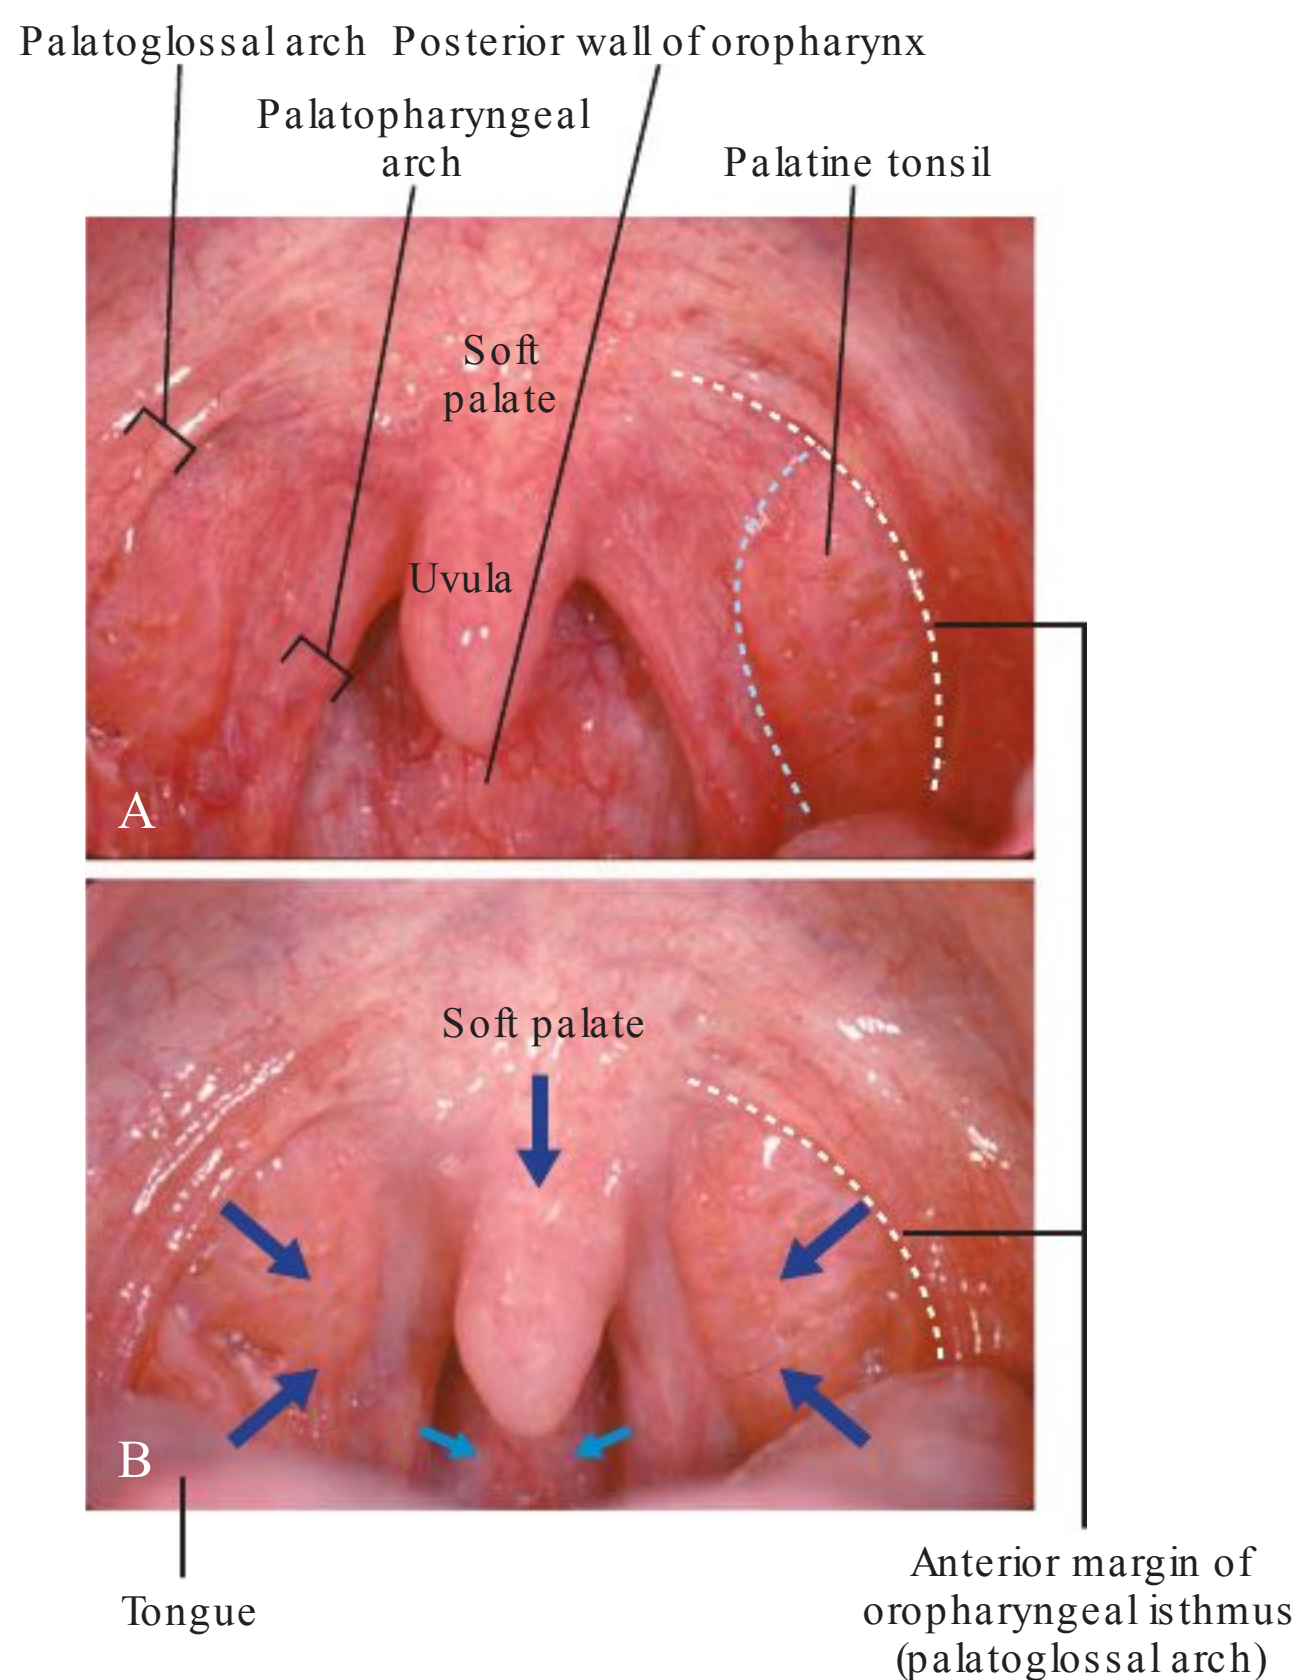 Palatoglossal arch
Posterior wall of oropharynx
Palatopharyngeal
arch
Palatine tonsil
Soft
palate
Uvula
A
Soft palate
B
Tongue
Anterior margin of
oropharyngeal isthmus
(palatoglossal arch)